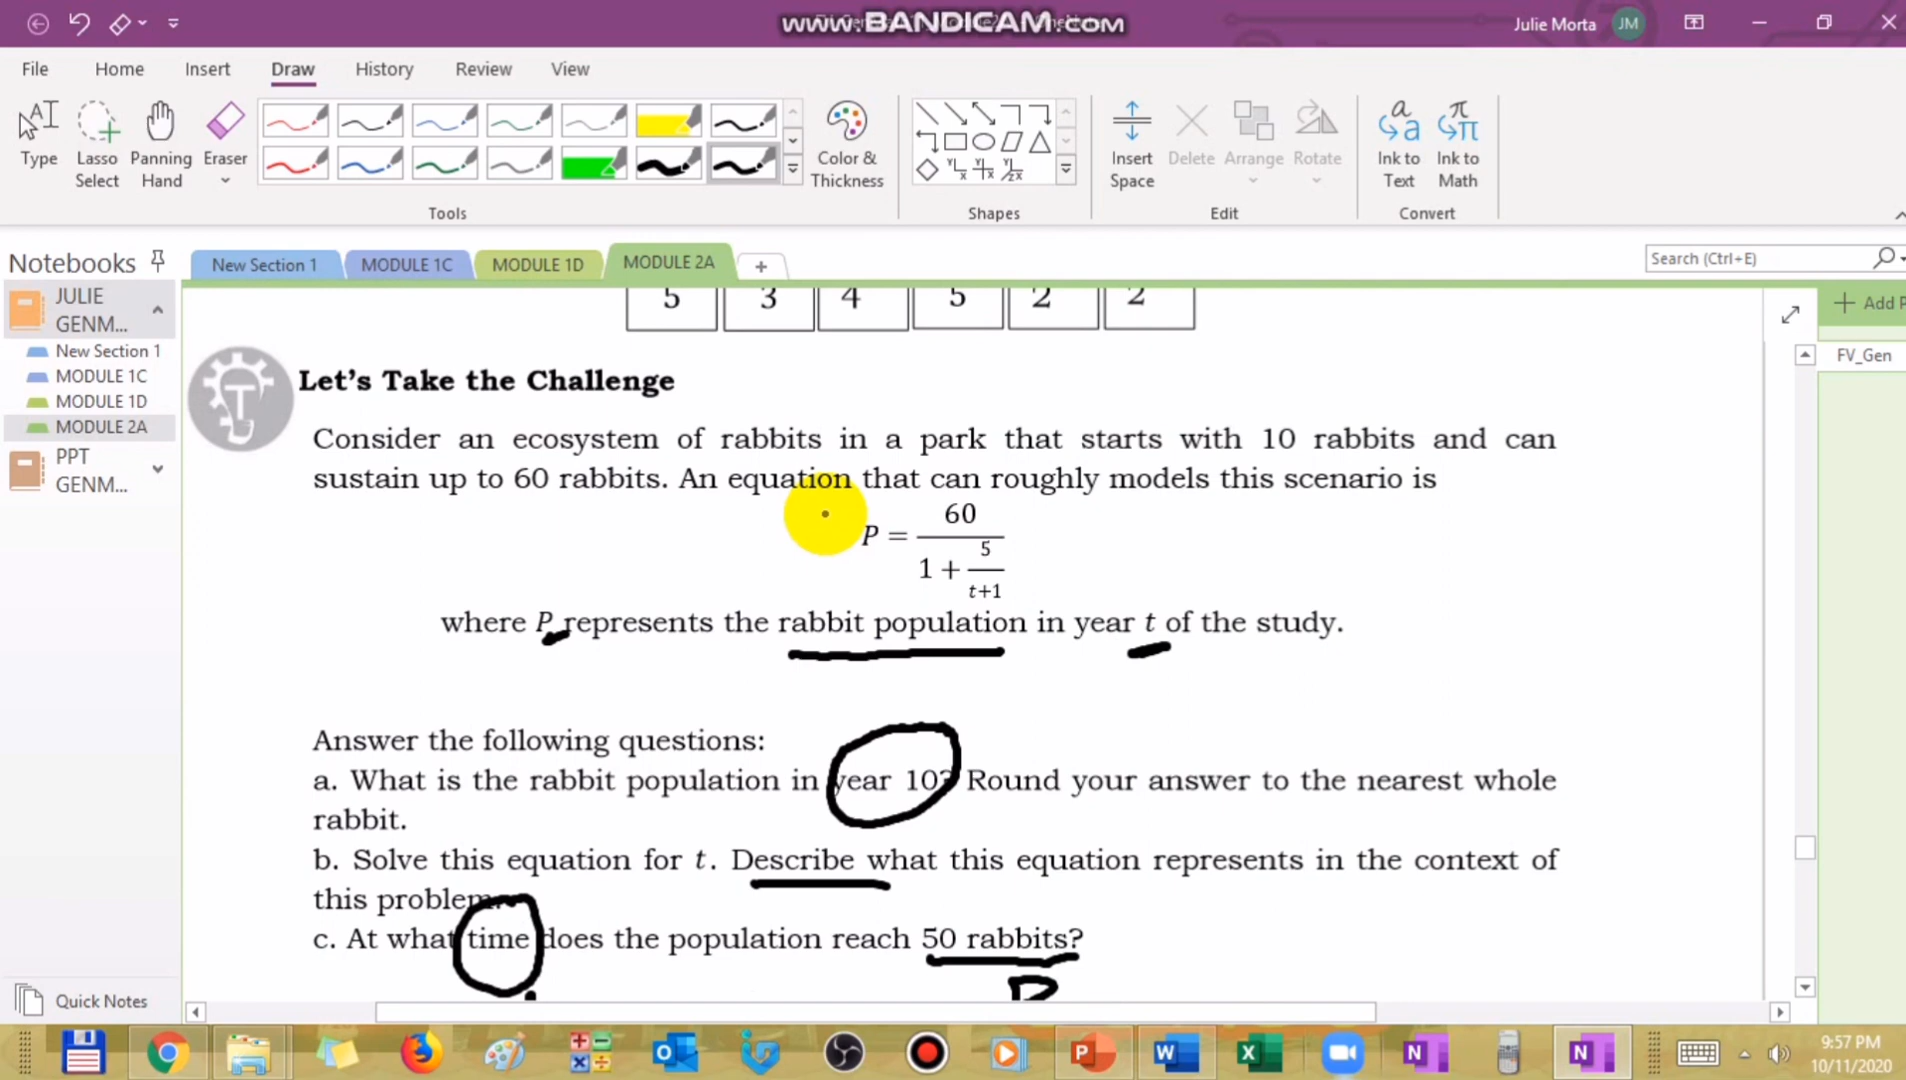 www.BANDICAM.com
Julie Morta
JM
File Home Insert Draw History Review View
Type
Lasso Select
Panning Hand
Eraser
Color & Thickness
Insert Space
Delete
Arrange
Rotate
Ink to Text
Ink to Math
Tools
Shapes
Edit
Convert
Notebooks
New Section 1
MODULE 1C
MODULE 1D
MODULE 2A
+
Search (Ctrl+E)
JULIE GENM...
New Section 1
MODULE 1C
MODULE 1D
MODULE 2A
PPT GENM...
Quick Notes
Add P
FV_Gen
5 3 4 5 2 2
Let's Take the Challenge
Consider an ecosystem of rabbits in a park that starts with 10 rabbits and can
sustain up to 60 rabbits. An equation that can roughly models this scenario is
P = 60 / (1 + 5/(t+1))
where P represents the rabbit population in year t of the study.
Answer the following questions:
a. What is the rabbit population in year 10? Round your answer to the nearest whole
rabbit.
b. Solve this equation for t. Describe what this equation represents in the context of
this problem.
c. At what time does the population reach 50 rabbits?
P
9:57 PM
10/11/2020